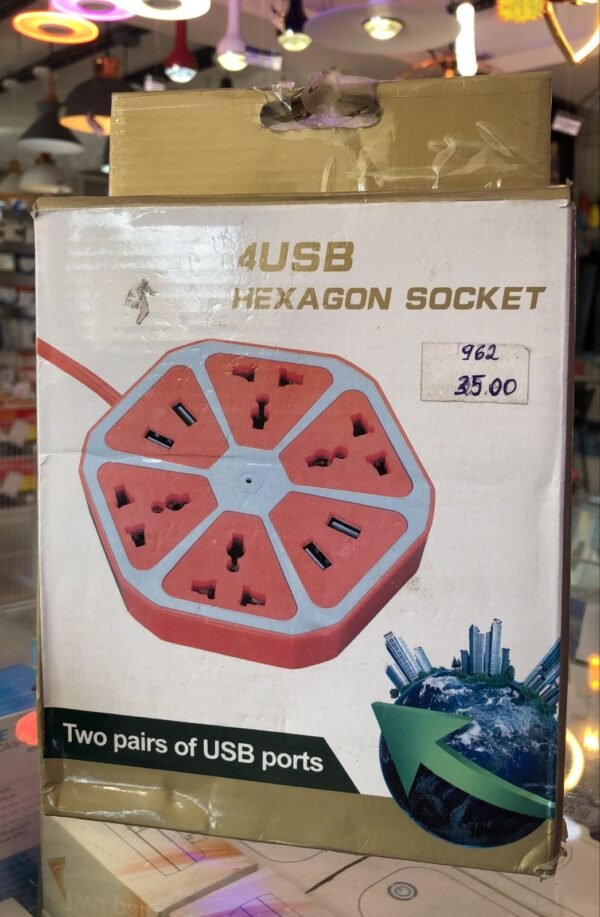 4USB
HEXAGON SOCKET
962
35.00
Two pairs of USB ports